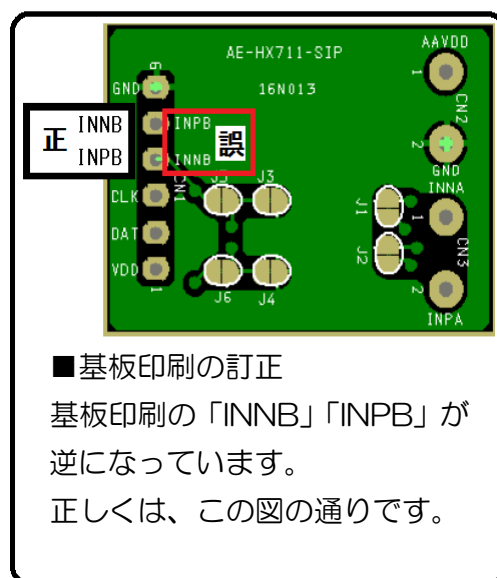 AE-HX711-SIP
AAVDD
1
6
GND
16N013
CN2
正
INNB
INPB
誤
INPB
INNB
2
GND
CN1
J5
J3
INNA
CLK
J1
1
DAT
J2
CN3
VDD
1
J6
J4
2
INPA
■基板印刷の訂正
基板印刷の「INNB」「INPB」が
逆になっています。
正しくは、この図の通りです。